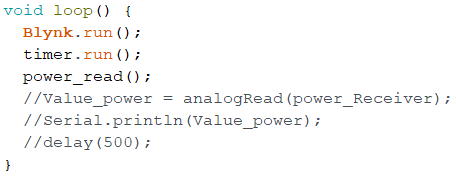 void loop() {
  Blynk.run();
  timer.run();
  power_read();
  //Value_power = analogRead(power_Receiver);
  //Serial.println(Value_power);
  //delay(500);
}